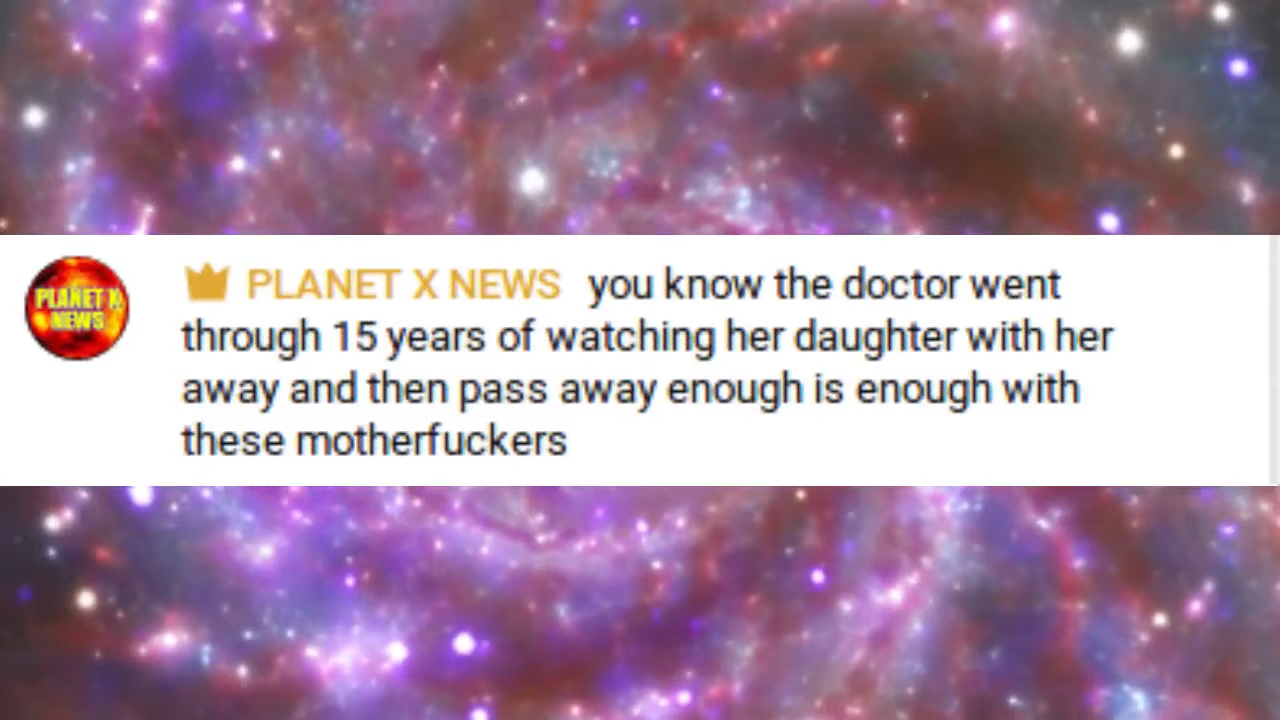 PLANET X
NEWS
PLANET X NEWS you know the doctor went
through 15 years of watching her daughter with her
away and then pass away enough is enough with
these motherfuckers